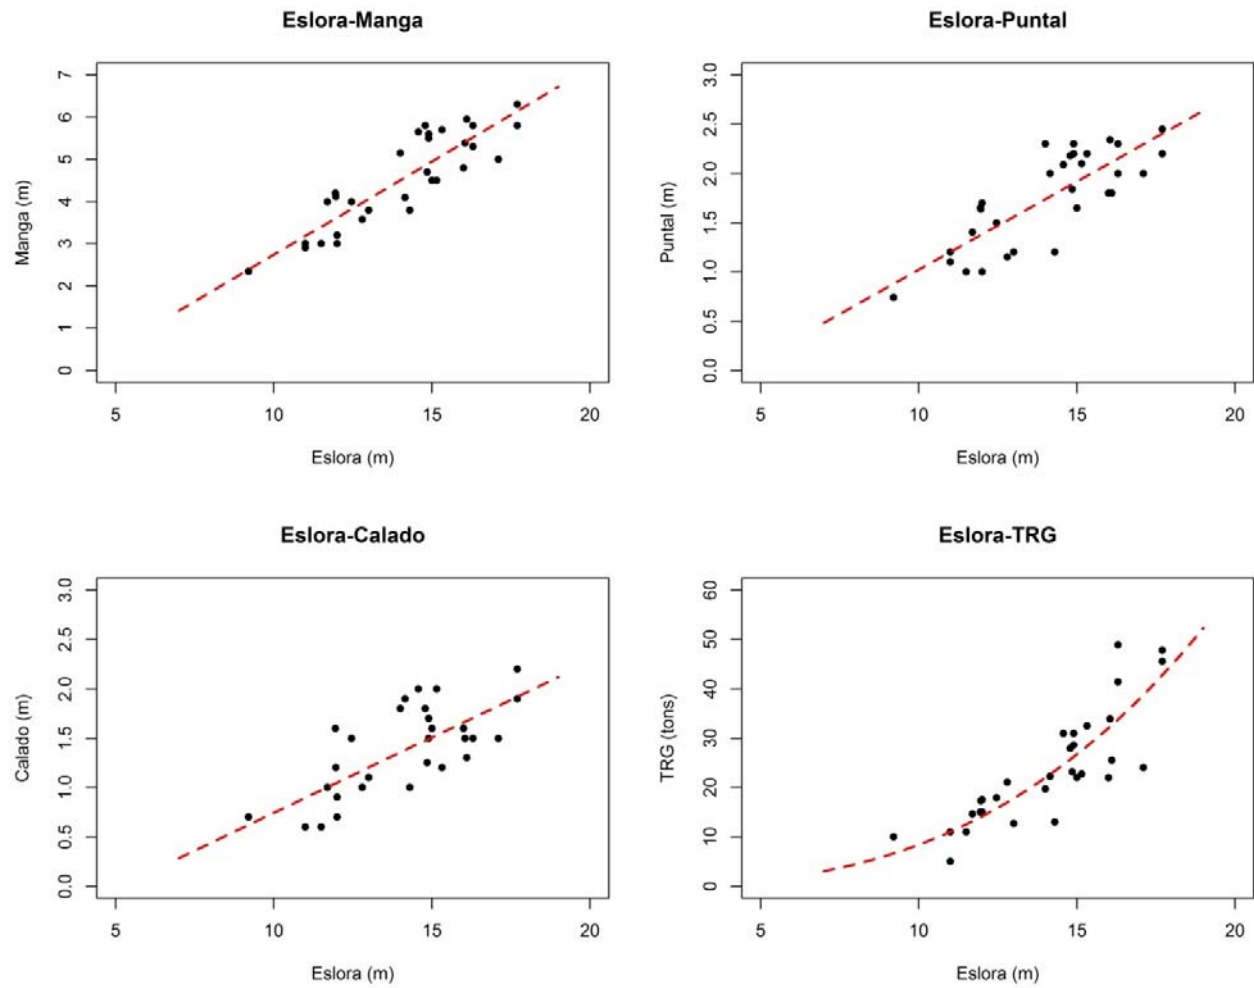 Eslora-Manga
Manga (m)
7
6
5
4
3
2
1
0
5 10 15 20
Eslora (m)
Eslora-Puntal
Puntal (m)
3.0
2.5
2.0
1.5
1.0
0.5
0.0
5 10 15 20
Eslora (m)
Eslora-Calado
Calado (m)
3.0
2.5
2.0
1.5
1.0
0.5
0.0
5 10 15 20
Eslora (m)
Eslora-TRG
TRG (tons)
60
50
40
30
20
10
0
5 10 15 20
Eslora (m)